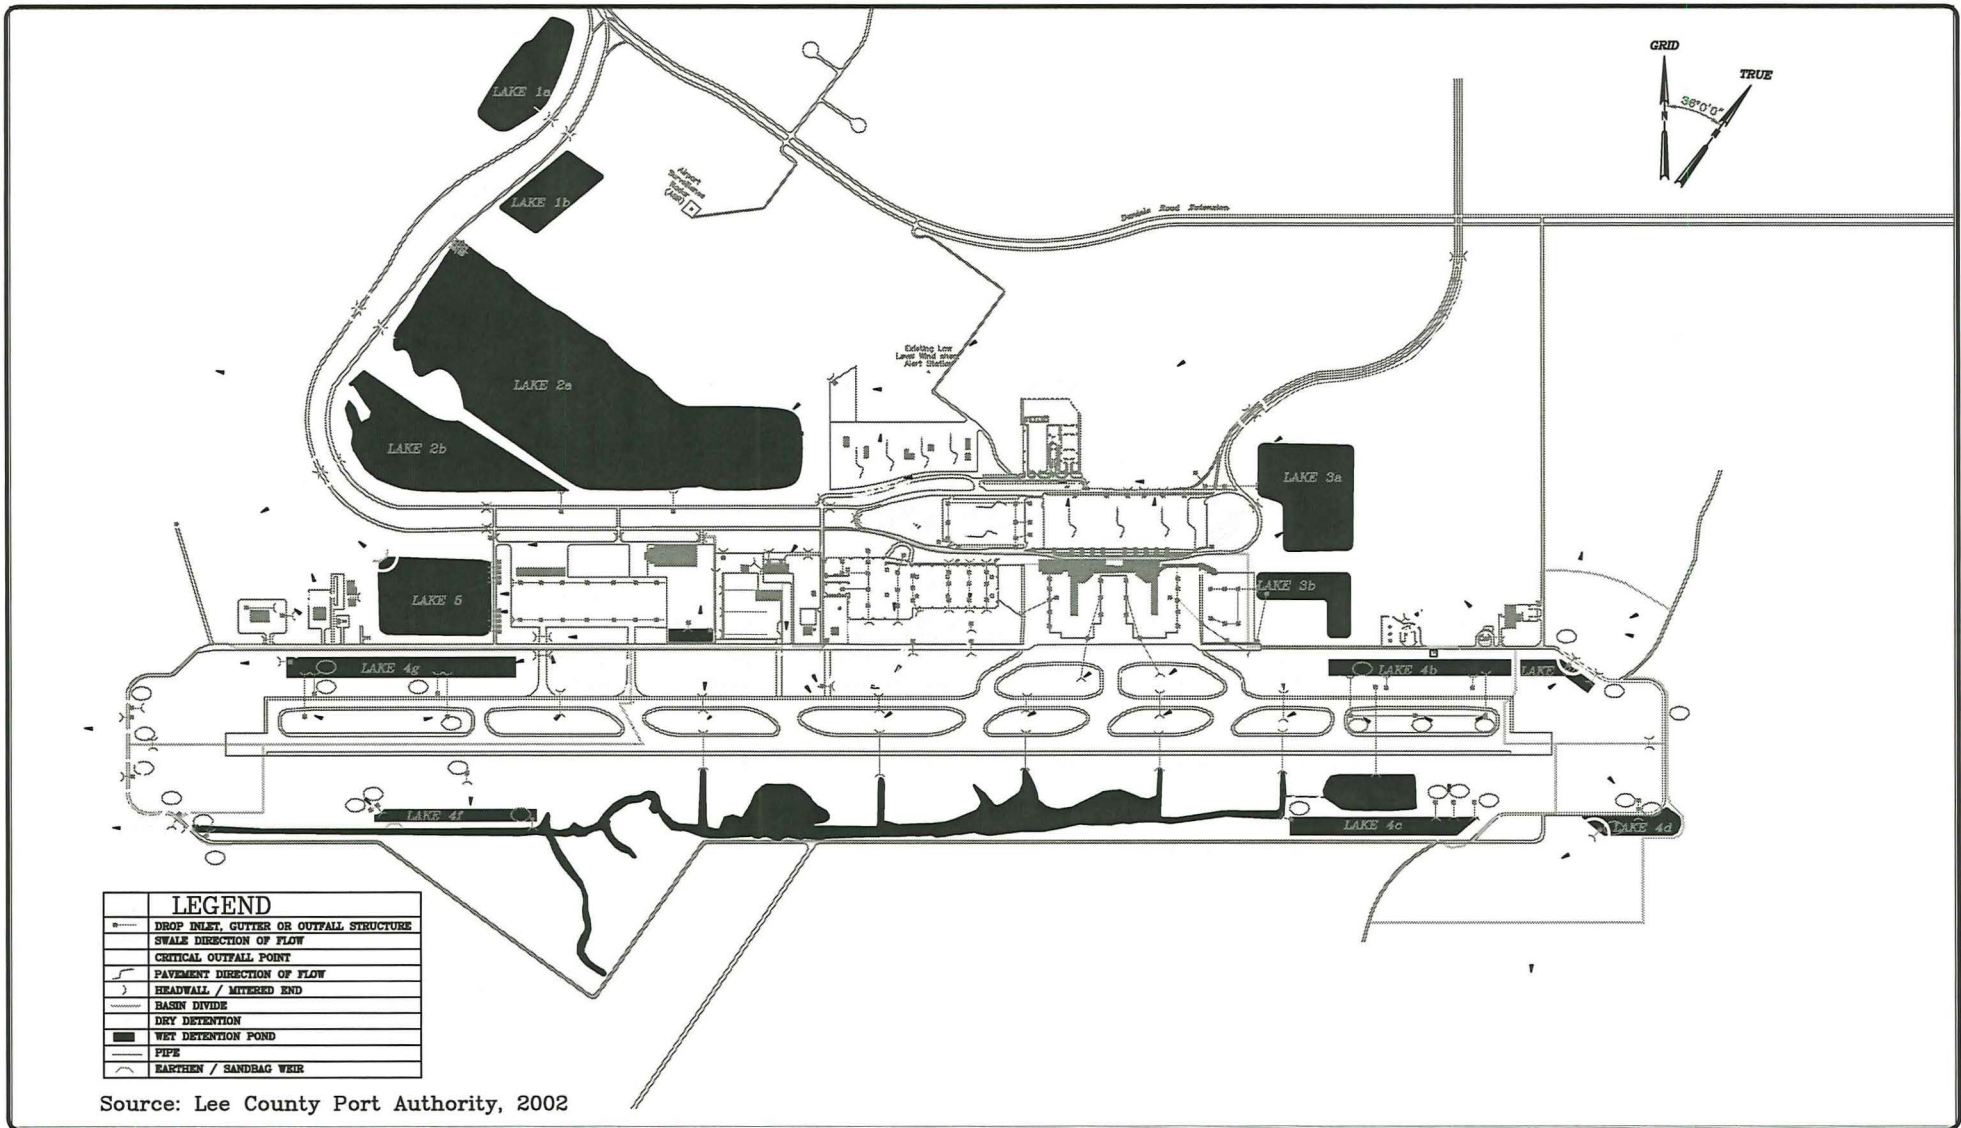 GRID
TRUE
36°0'0"
N
N
LAKE 1a
LAKE 1b
Airport
Surveillance
Radar
(ASR)
Daniels Road Extension
Existing Low
Level Wind shear
Alert Station
LAKE 2a
LAKE 2b
LAKE 3a
LAKE 5
LAKE 3b
LAKE 4g
LAKE 4b
LAKE
LAKE 4f
LAKE 4c
LAKE 4d
LEGEND
DROP INLET, GUTTER OR OUTFALL STRUCTURE
SWALE DIRECTION OF FLOW
CRITICAL OUTFALL POINT
PAVEMENT DIRECTION OF FLOW
HEADWALL / MITERED END
BASIN DIVIDE
DRY DETENTION
WET DETENTION POND
PIPE
EARTHEN / SANDBAG WEIR
Source: Lee County Port Authority, 2002